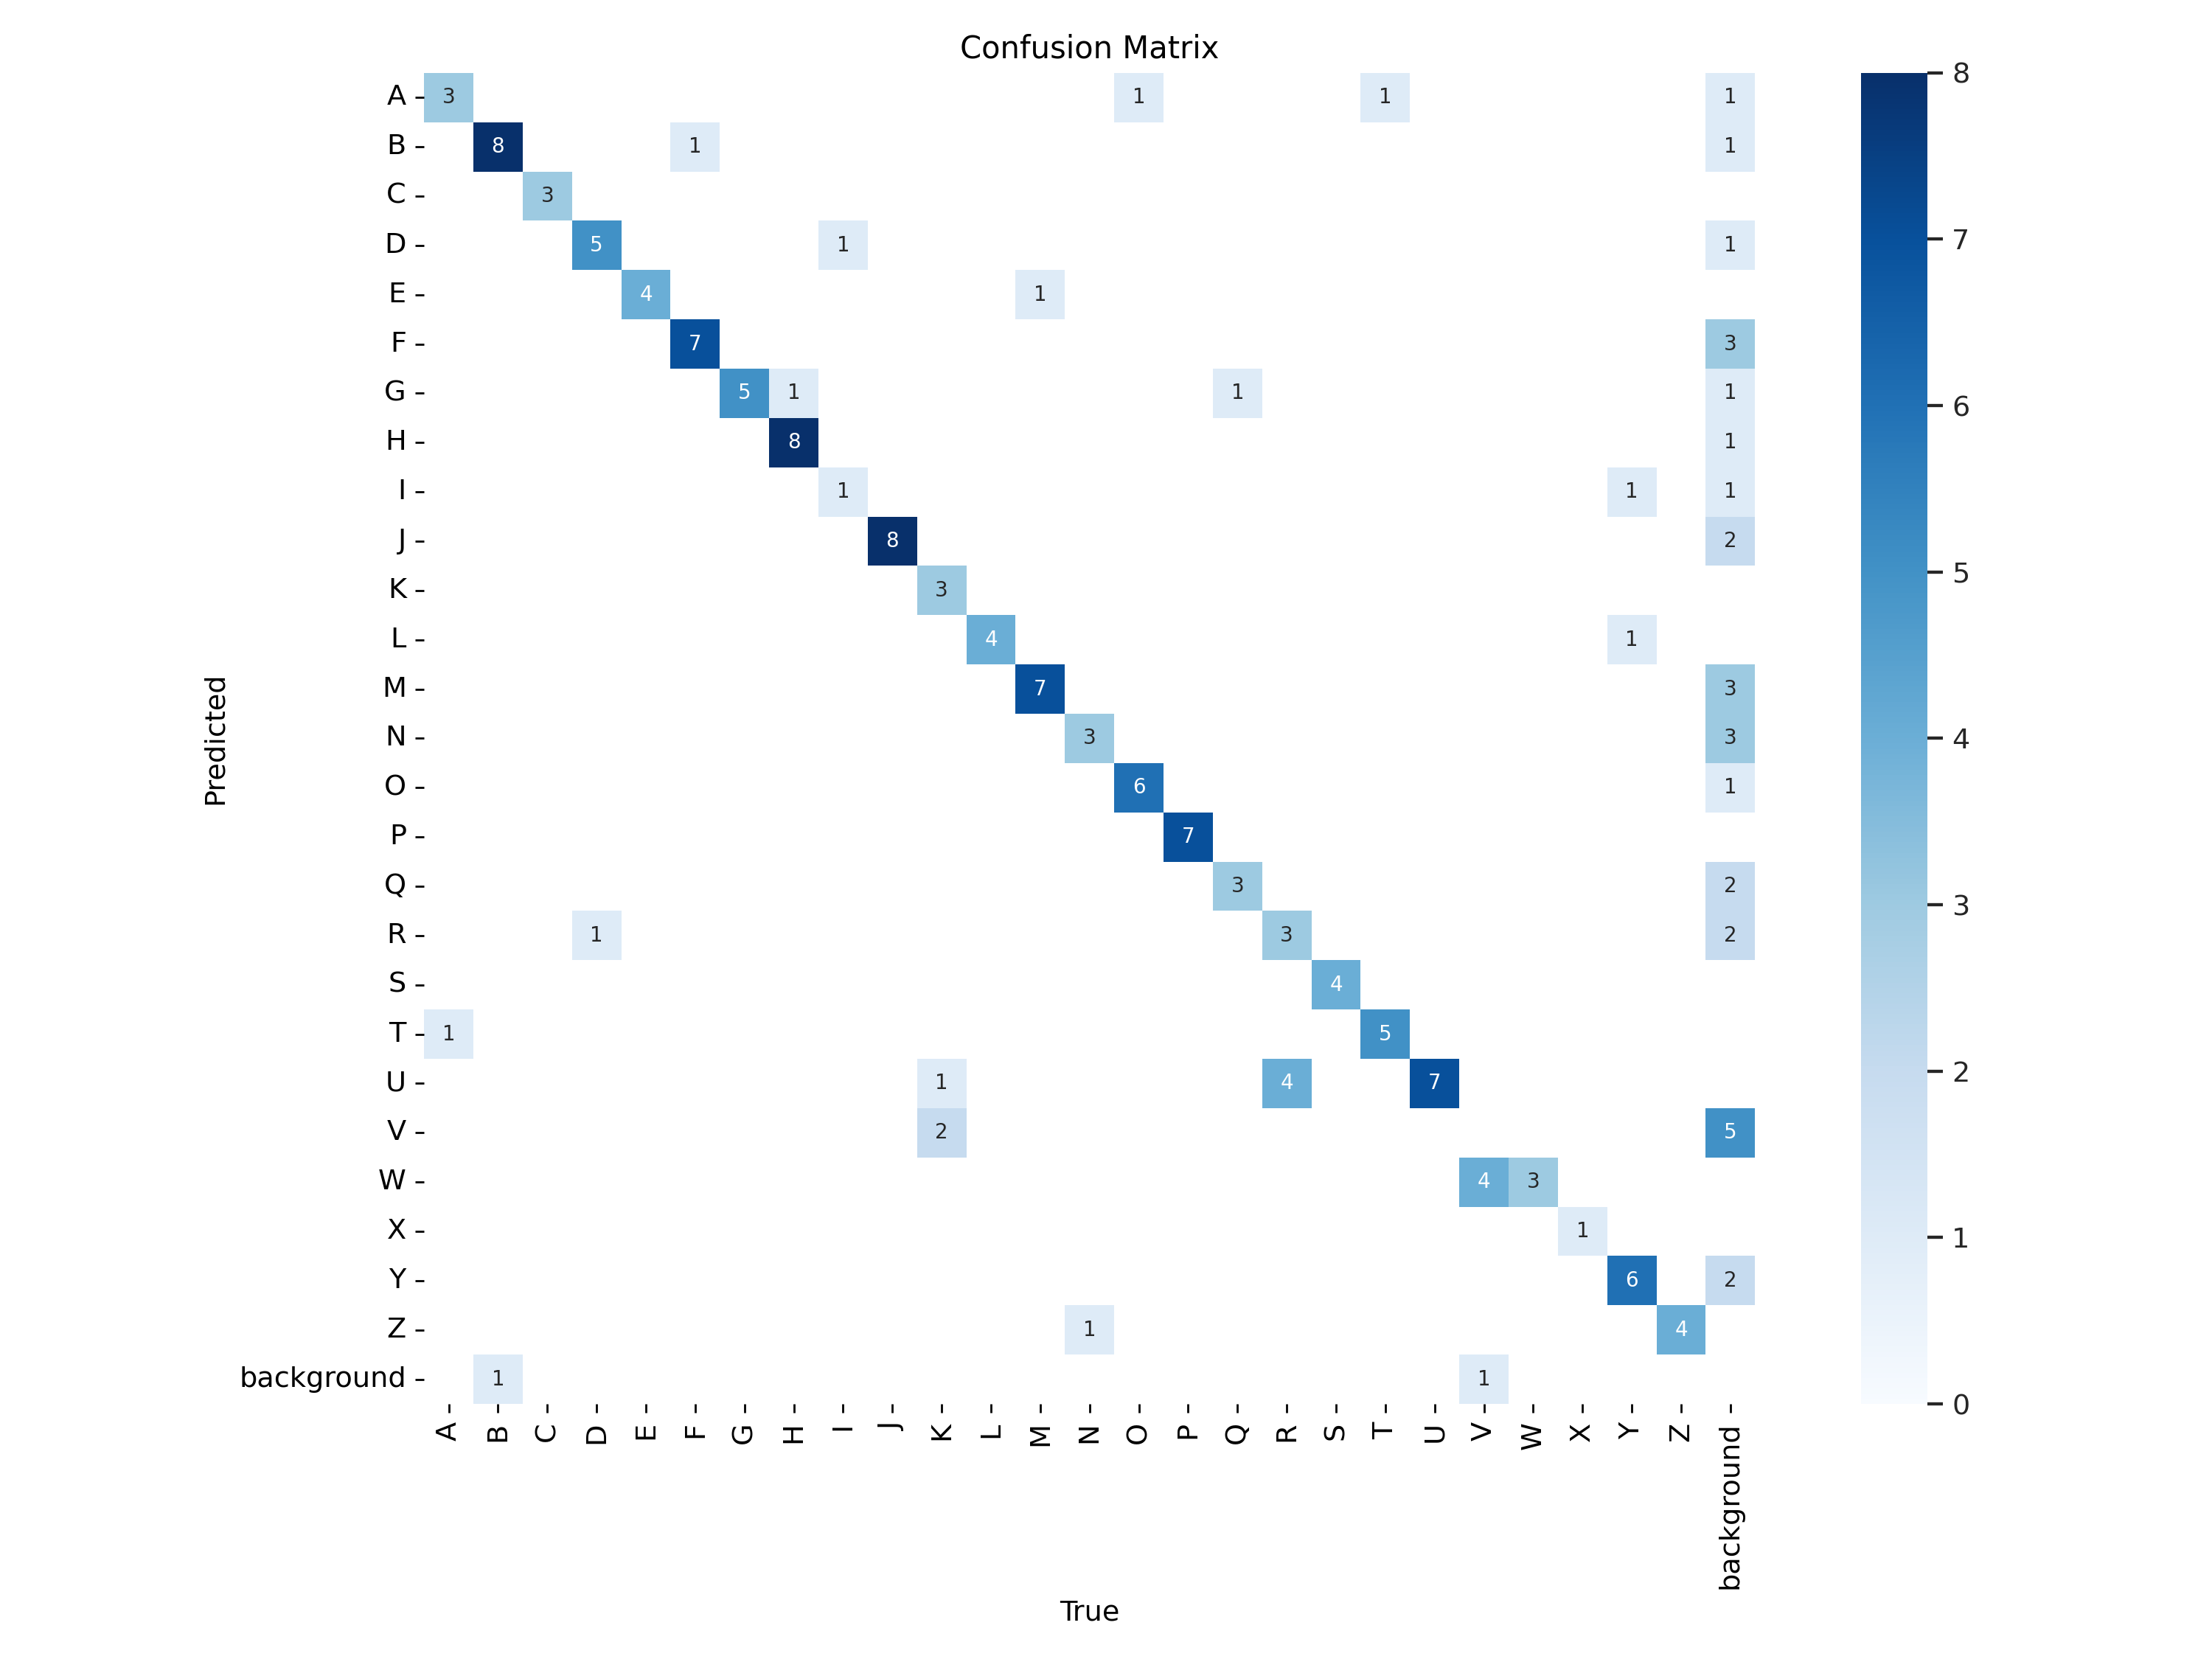 Confusion Matrix
A 3 1 1 1
B 8 1 1
C 3
D 5 1 1
E 4 1
F 7 3
G 5 1 1 1
H 8 1
I 1 1 1
J 8 2
K 3
L 4 1
M 7 3
N 3 3
O 6 1
P 7
Q 3 2
R 1 3 2
S 4
T 1 5
U 1 4 7
V 2 5
W 4 3
X 1
Y 6 2
Z 1 4
background 1 1
A B C D E F G H I J K L M N O P Q R S T U V W X Y Z background
True
Predicted
8
7
6
5
4
3
2
1
0